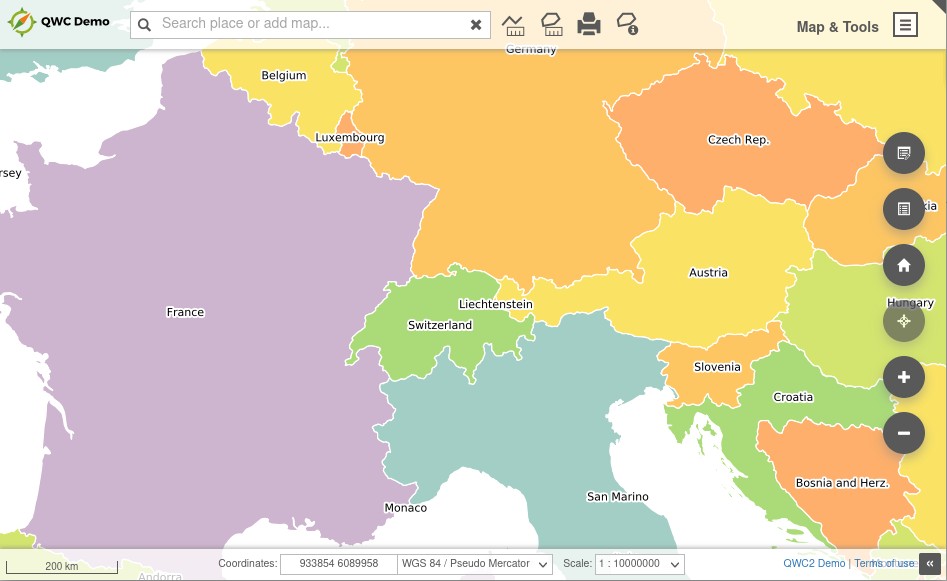 QWC Demo
Search place or add map...
Map & Tools
Germany
Belgium
Luxembourg
Czech Rep.
rsey
kia
Austria
Liechtenstein
France
Switzerland
Hungary
Slovenia
Croatia
Bosnia and Herz.
San Marino
Monaco
200 km
Andorra
Coordinates:
933854 6089958
WGS 84 / Pseudo Mercator
Scale:
1 : 10000000
QWC2 Demo | Terms of use